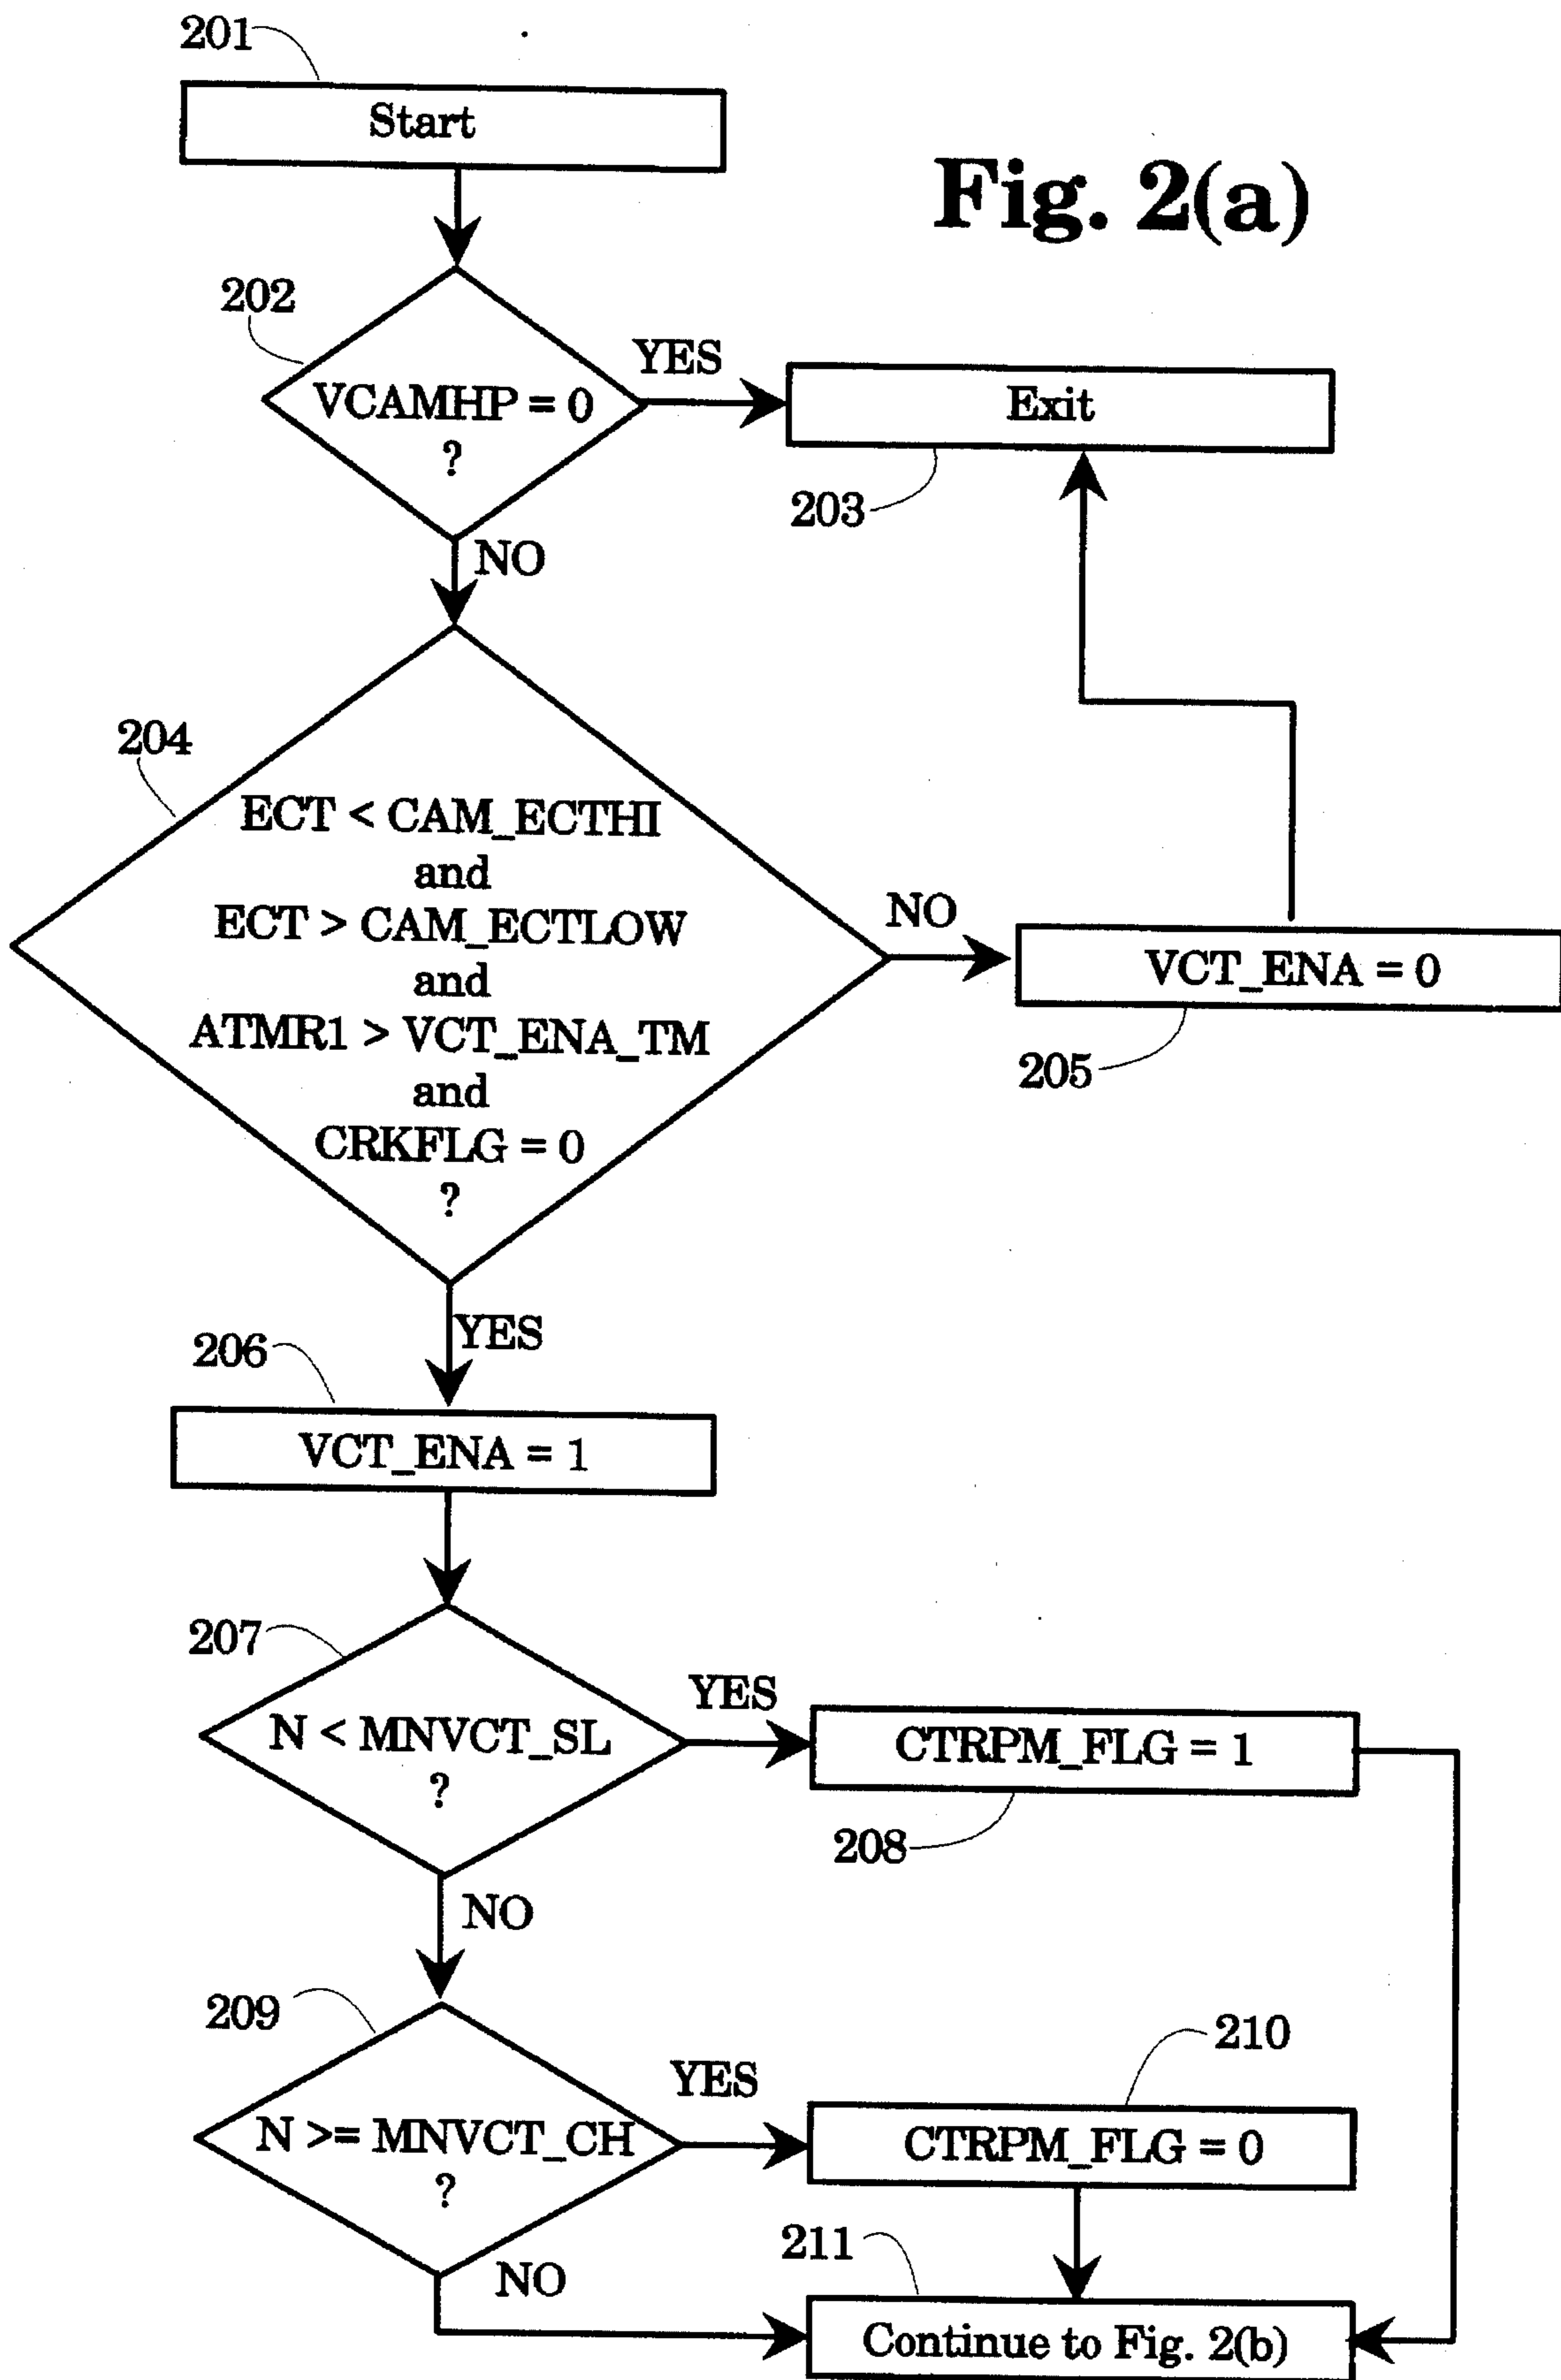 201
Start
Fig. 2(a)
202
VCAMHP = 0
?
YES
Exit
203
NO
204
ECT < CAM_ECTHI
and
ECT > CAM_ECTLOW
and
ATMR1 > VCT_ENA_TM
and
CRKFLG = 0
?
NO
VCT_ENA = 0
205
YES
206
VCT_ENA = 1
207
N < MNVCT_SL
?
YES
CTRPM_FLG = 1
208
NO
209
N >= MNVCT_CH
?
YES
210
CTRPM_FLG = 0
NO
211
Continue to Fig. 2(b)